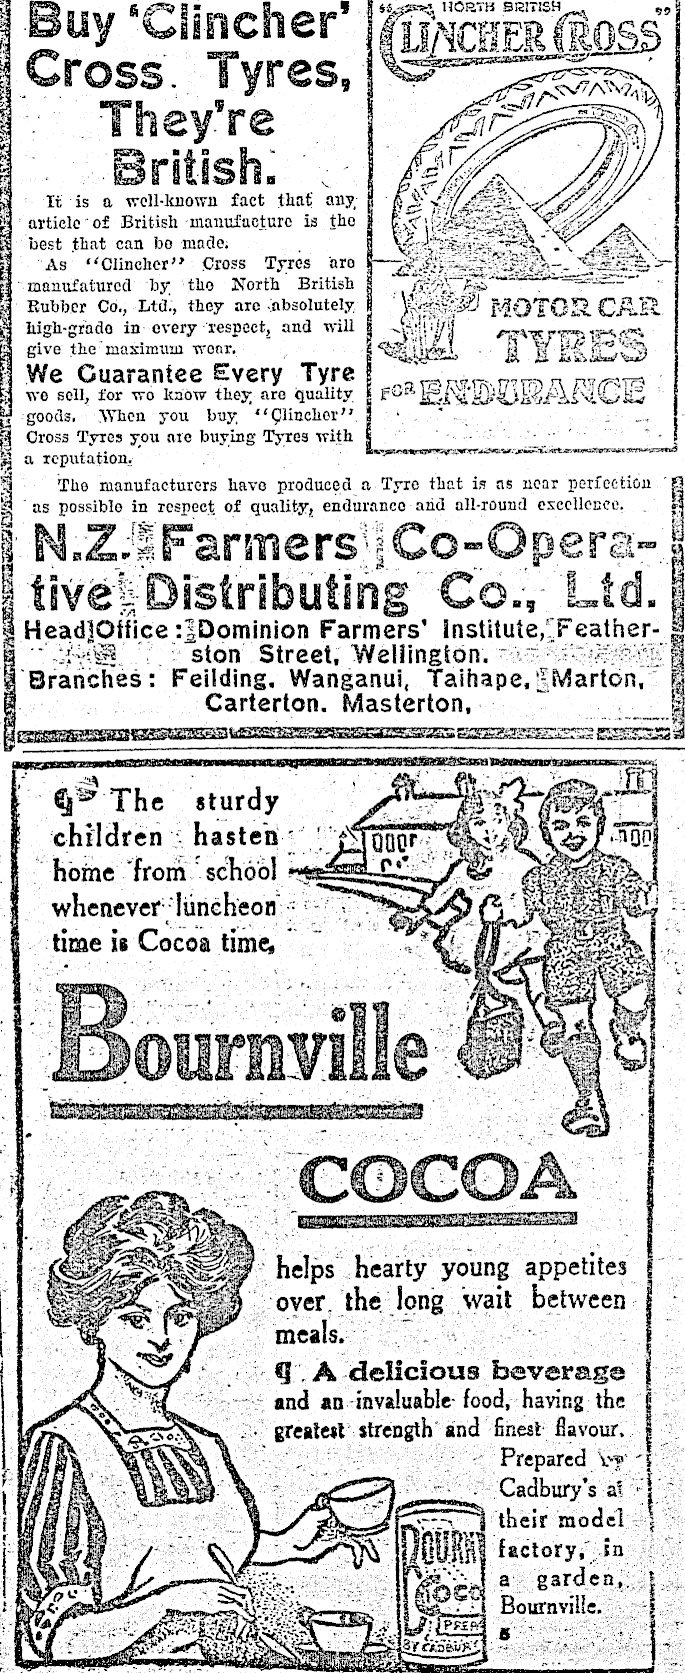 Buy 'Clincher'
Cross. Tyres,
They're
British.
It is a well-known fact that any
article of British manufacture is the
best that can be made.
As "Clincher" Cross Tyres are
manufatured by the North British
Rubber Co., Ltd., they are absolutely
high-grade in every respect, and will
give the maximum wear.
We Guarantee Every Tyre
we sell, for we know they are quality
goods. When you buy "Clincher"
Cross Tyres you are buying Tyres with
a reputation.
"NORTH BRITISH
CLINCHER CROSS"
MOTOR CAR
TYRES
FOR ENDURANCE
The manufacturers have produced a Tyre that is as near perfection
as possible in respect of quality, endurance and all-round excellence.
N.Z. Farmers Co-Opera-
tive Distributing Co., Ltd.
Head Office: Dominion Farmers' Institute, Feather-
ston Street, Wellington.
Branches: Feilding. Wanganui, Taihape, Marton,
Carterton. Masterton,
¶ The sturdy
children hasten
home from school
whenever luncheon
time is Cocoa time,
Bournville
COCOA
helps hearty young appetites
over the long wait between
meals.
¶ A delicious beverage
and an invaluable food, having the
greatest strength and finest flavour.
Prepared by
Cadbury's at
their model
factory, in
a garden,
Bournville.
5
BOURN
COCO
PREP
BY CADBURY